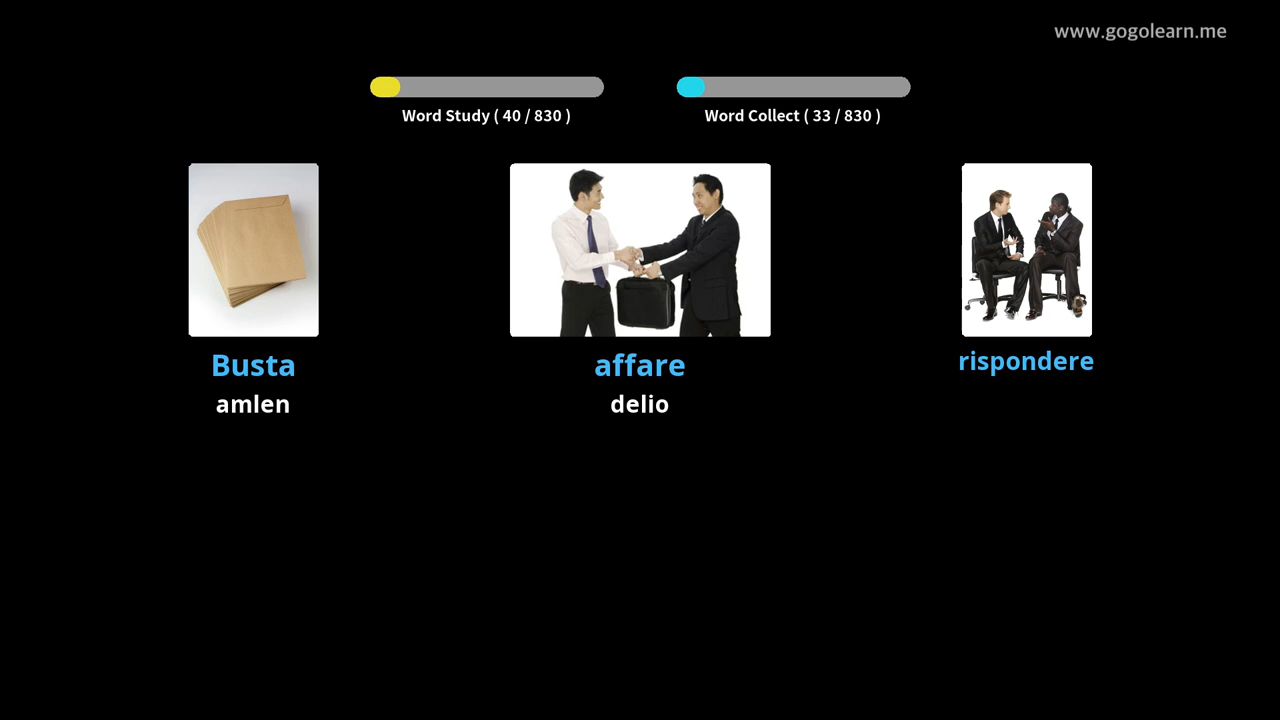 www.gogolearn.me
Word Study ( 40 / 830 )
Word Collect ( 33 / 830 )
Busta
amlen
affare
delio
rispondere